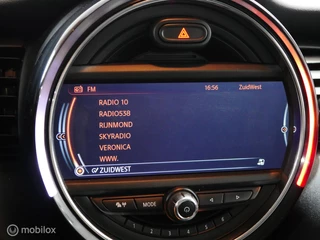 FM 16:56 ZuidWest
RADIO 10
RADIO538
RIJNMOND
SKYRADIO
VERONICA
WWW.
ZUIDWEST
MODE
mobilox